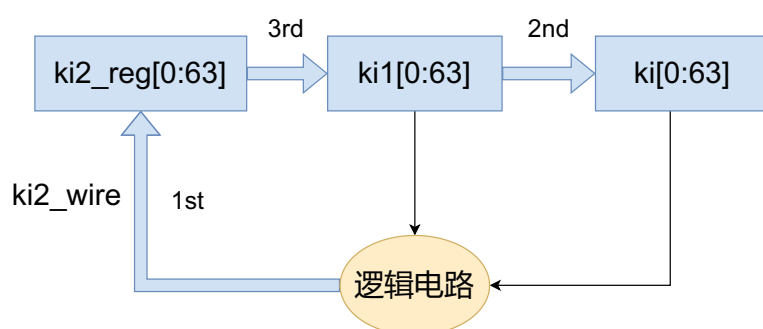 3rd
2nd
ki2_reg[0:63]
ki1[0:63]
ki[0:63]
ki2_wire
1st
逻辑电路